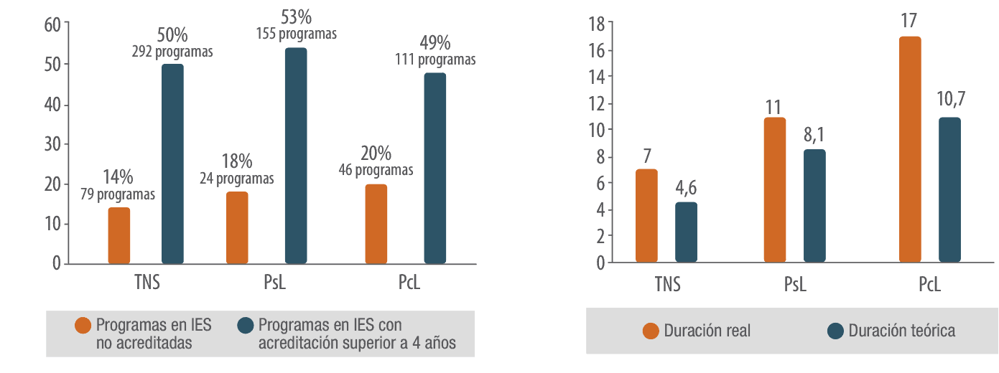 60
50
40
30
20
10
0
14%
79 programas
50%
292 programas
18%
24 programas
53%
155 programas
20%
46 programas
49%
111 programas
TNS
PsL
PcL
Programas en IES
no acreditadas
Programas en IES con
acreditación superior a 4 años
18
16
14
12
10
8
6
4
2
0
7
4,6
11
8,1
17
10,7
TNS
PsL
PcL
Duración real
Duración teórica